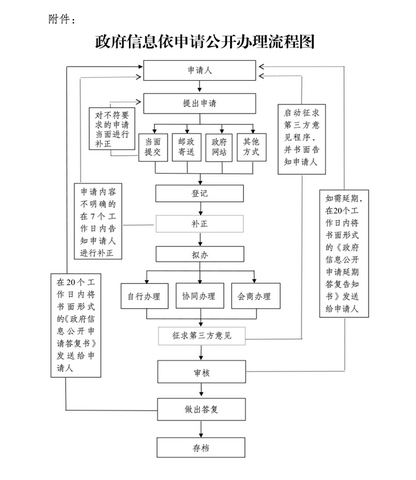 附件：
政府信息依申请公开办理流程图
申请人
提出申请
对不符要
求的申请
当面进行
补正
当面
提交
邮政
寄送
政府
网站
其他
方式
启动征求
第三方意
见程序，
并书面告
知申请人
登记
申请内容
不明确的
在 7 个工
作日内告
知申请人
进行补正
补正
如需延期，
在20个工
作日内将
书面形式
的《政府
信息公开
申请延期
答复告知
书》发送
给申请人
拟办
在20个工
作日内将
书面形式
的《政府信
息公开申
请答复书》
发送给申
请人
自行办理
协同办理
会商办理
征求第三方意见
审核
做出答复
存档